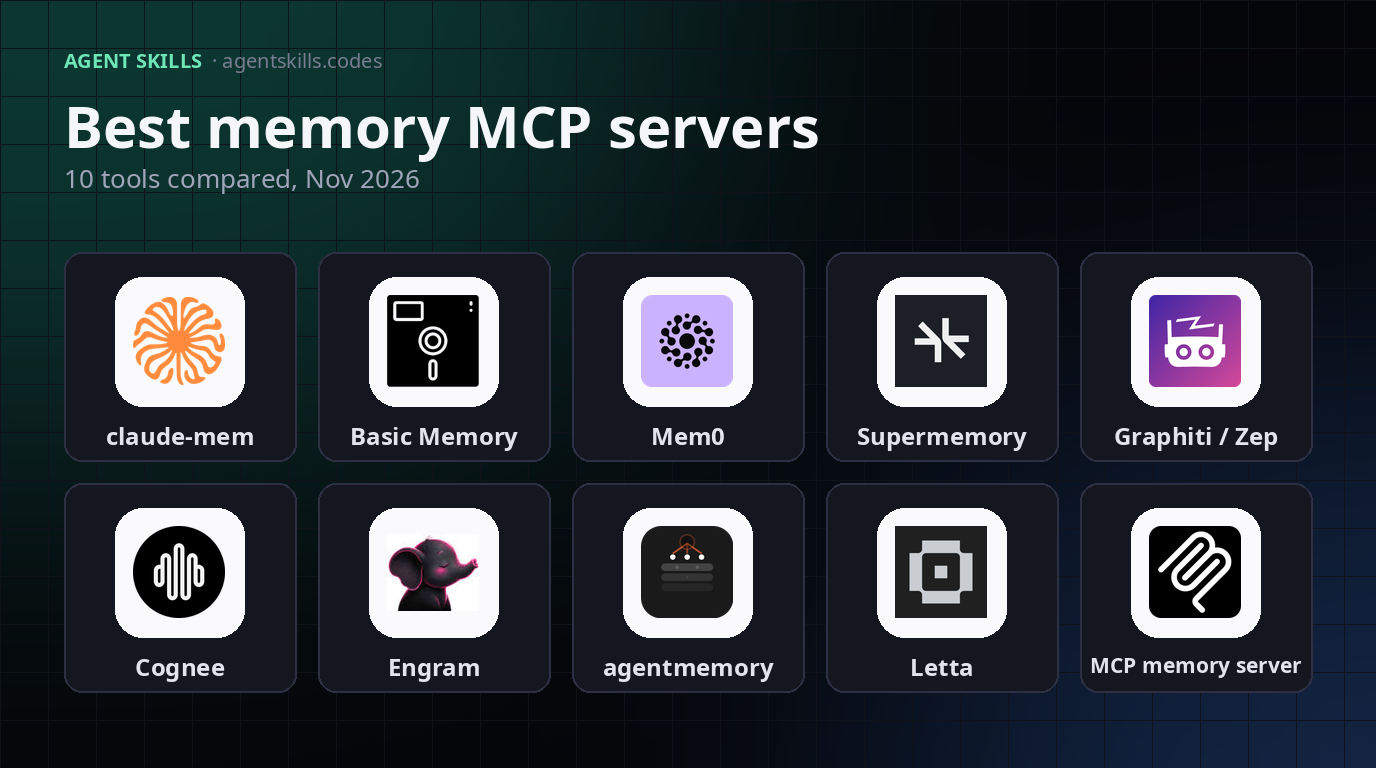 AGENT SKILLS · agentskills.codes
Best memory MCP servers
10 tools compared, Nov 2026
claude-mem
Basic Memory
Mem0
Supermemory
Graphiti / Zep
Cognee
Engram
agentmemory
Letta
MCP memory server